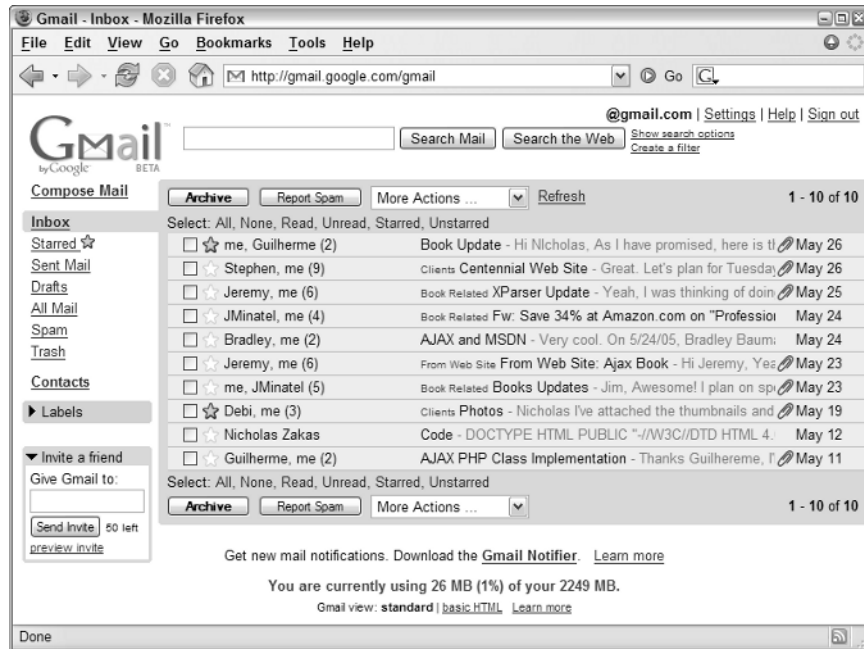 Gmail - Inbox - Mozilla Firefox
File Edit View Go Bookmarks Tools Help
http://gmail.google.com/gmail Go G
@gmail.com | Settings | Help | Sign out
Gmail by Google BETA
Search Mail Search the Web Show search options
Create a filter
Compose Mail
Inbox
Starred
Sent Mail
Drafts
All Mail
Spam
Trash
Contacts
Labels
Invite a friend
Give Gmail to:
Send Invite 50 left
preview invite
Archive Report Spam More Actions ... Refresh 1 - 10 of 10
Select: All, None, Read, Unread, Starred, Unstarred
me, Guilherme (2) Book Update - Hi NIcholas, As I have promised, here is May 26
Stephen, me (9) Clients Centennial Web Site - Great. Let's plan for Tuesday May 26
Jeremy, me (6) Book Related XParser Update - Yeah, I was thinking of doin May 25
JMinatel, me (4) Book Related Fw: Save 34% at Amazon.com on "Professio May 24
Bradley, me (2) AJAX and MSDN - Very cool. On 5/24/05, Bradley Baum May 24
Jeremy, me (6) From Web Site From Web Site: Ajax Book - Hi Jeremy, Yea May 23
me, JMinatel (5) Book Related Books Updates - Jim, Awesome! I plan on sp May 23
Debi, me (3) Clients Photos - Nicholas I've attached the thumbnails and May 19
Nicholas Zakas Code - DOCTYPE HTML PUBLIC "-//W3C//DTD HTML 4. May 12
Guilherme, me (2) AJAX PHP Class Implementation - Thanks Guilhereme, I' May 11
Select: All, None, Read, Unread, Starred, Unstarred
Archive Report Spam More Actions ... 1 - 10 of 10
Get new mail notifications. Download the Gmail Notifier. Learn more
You are currently using 26 MB (1%) of your 2249 MB.
Gmail view: standard | basic HTML Learn more
Done